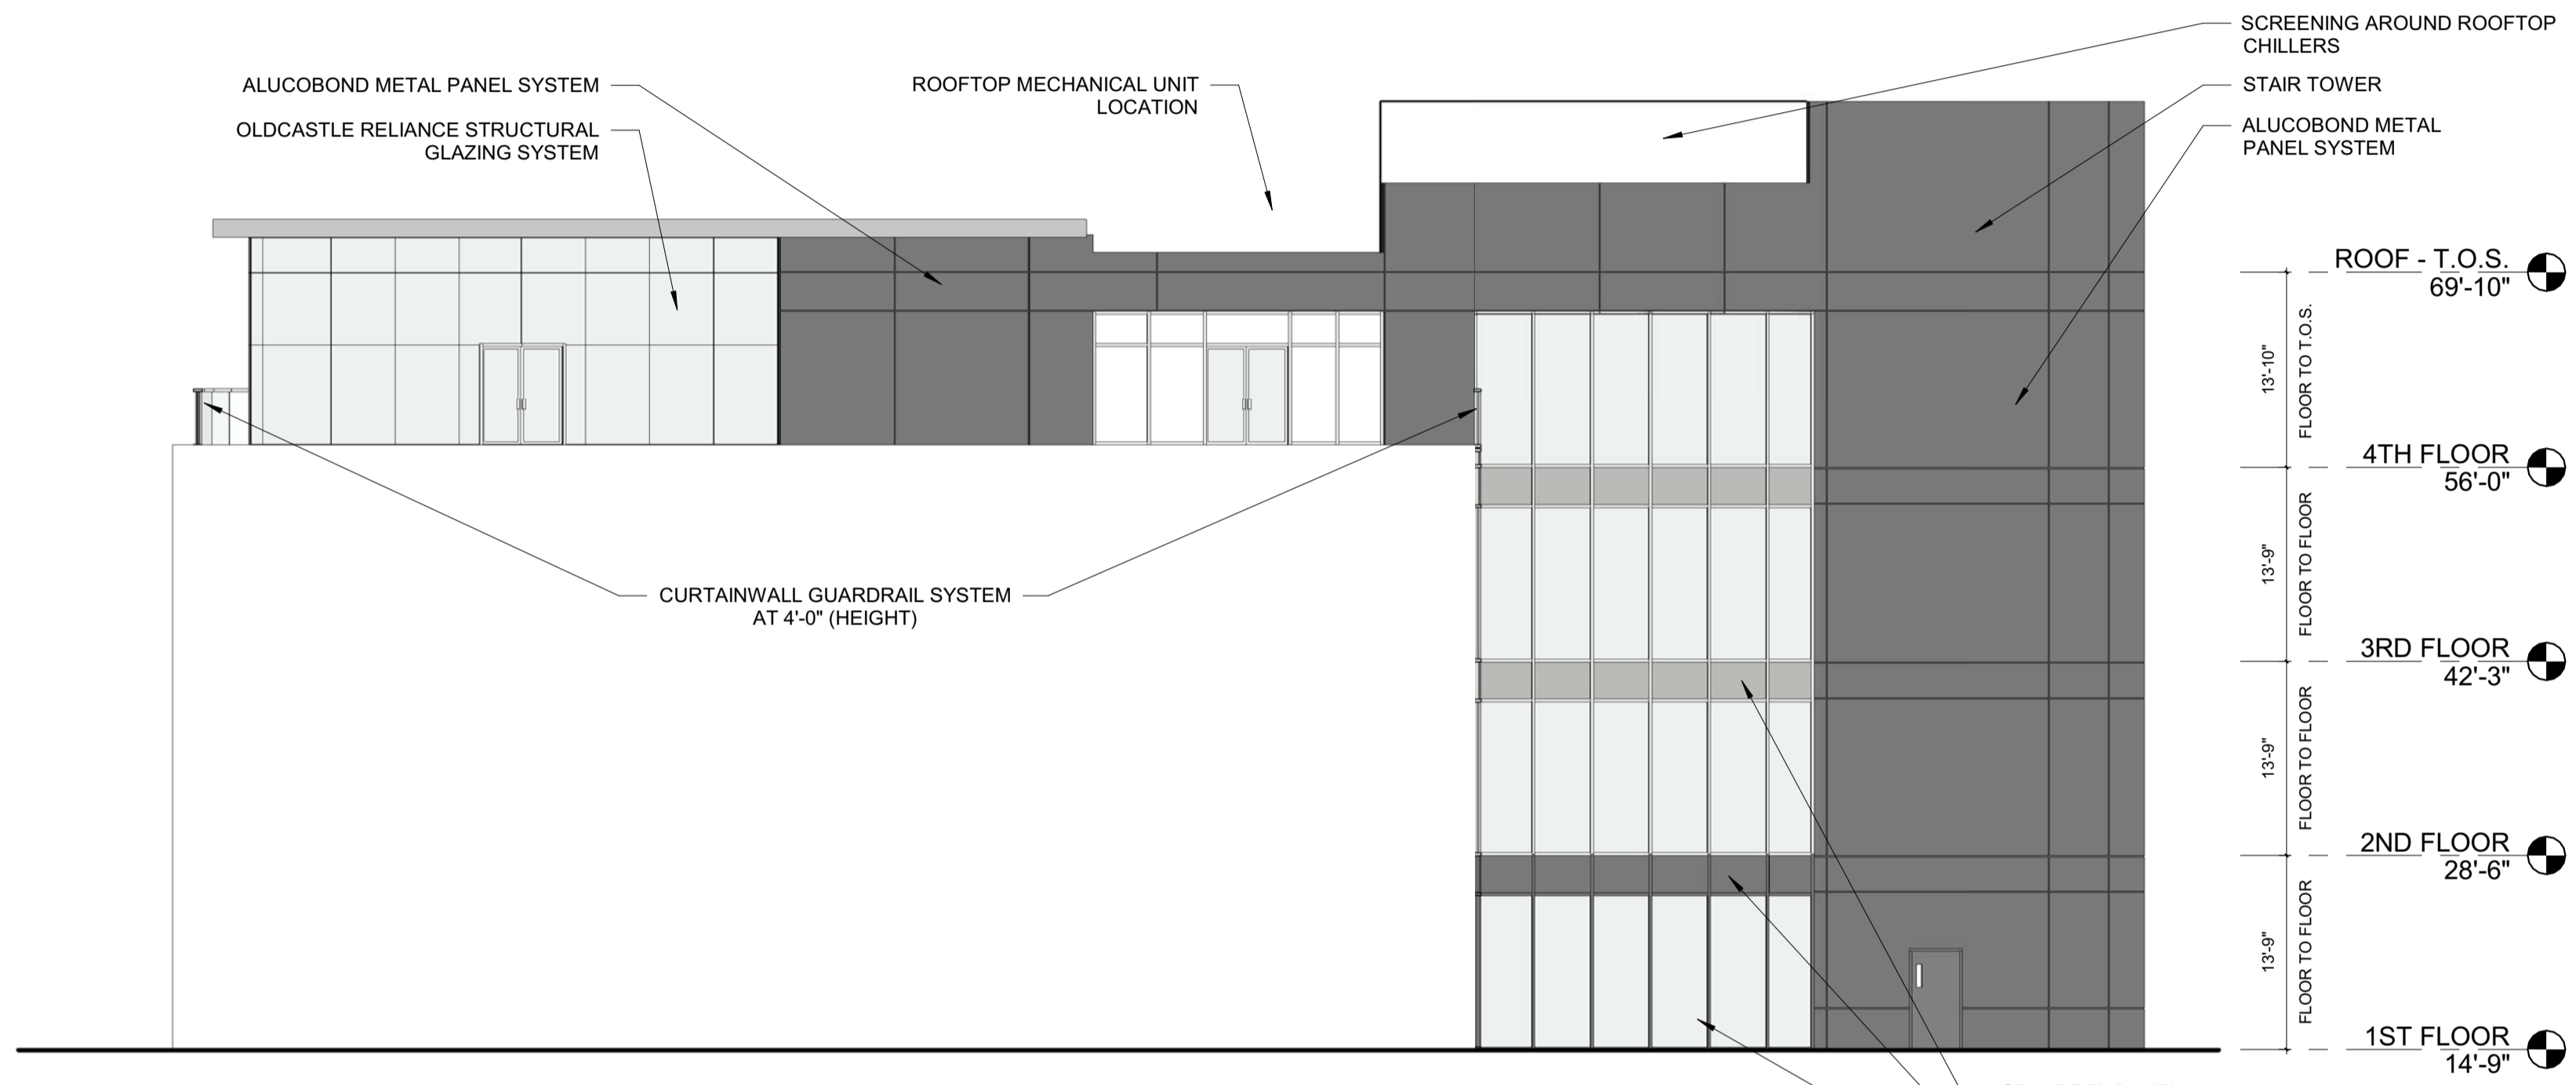 SCREENING AROUND ROOFTOP
CHILLERS
ALUCOBOND METAL PANEL SYSTEM
ROOFTOP MECHANICAL UNIT
LOCATION
STAIR TOWER
OLDCASTLE RELIANCE STRUCTURAL
GLAZING SYSTEM
ALUCOBOND METAL
PANEL SYSTEM
ROOF - T.O.S.
69'-10"
13'-10"
FLOOR TO T.O.S.
4TH FLOOR
56'-0"
13'-9"
FLOOR TO FLOOR
CURTAINWALL GUARDRAIL SYSTEM
AT 4'-0" (HEIGHT)
3RD FLOOR
42'-3"
13'-9"
FLOOR TO FLOOR
2ND FLOOR
28'-6"
13'-9"
FLOOR TO FLOOR
1ST FLOOR
14'-9"